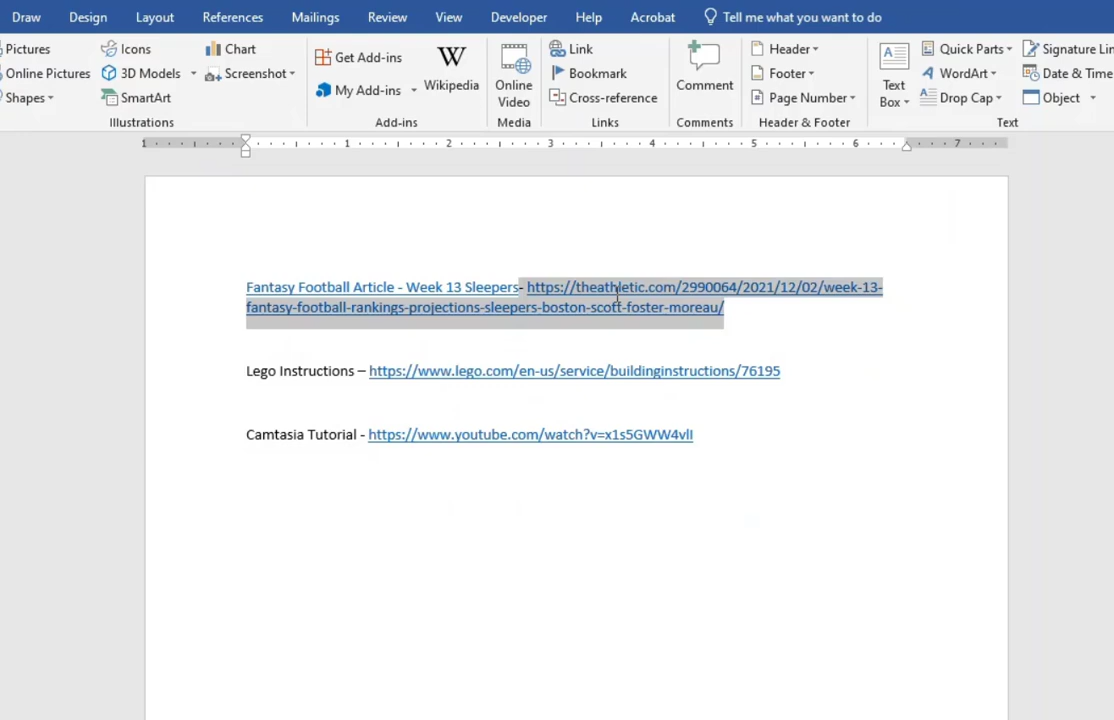 Draw Design Layout References Mailings Review View Developer Help Acrobat Tell me what you want to do
Pictures Icons Chart Get Add-ins W Link Header Quick Parts Signature Lin
Online Pictures 3D Models Screenshot My Add-ins Wikipedia Online Video Bookmark Comment Footer Text Box WordArt Date & Time
Shapes SmartArt Cross-reference Page Number Drop Cap Object
Illustrations Add-ins Media Links Comments Header & Footer Text
1 1 2 3 4 5 6 7
Fantasy Football Article - Week 13 Sleepers- https://theathletic.com/2990064/2021/12/02/week-13-
fantasy-football-rankings-projections-sleepers-boston-scott-foster-moreau/
Lego Instructions – https://www.lego.com/en-us/service/buildinginstructions/76195
Camtasia Tutorial - https://www.youtube.com/watch?v=x1s5GWW4vlI